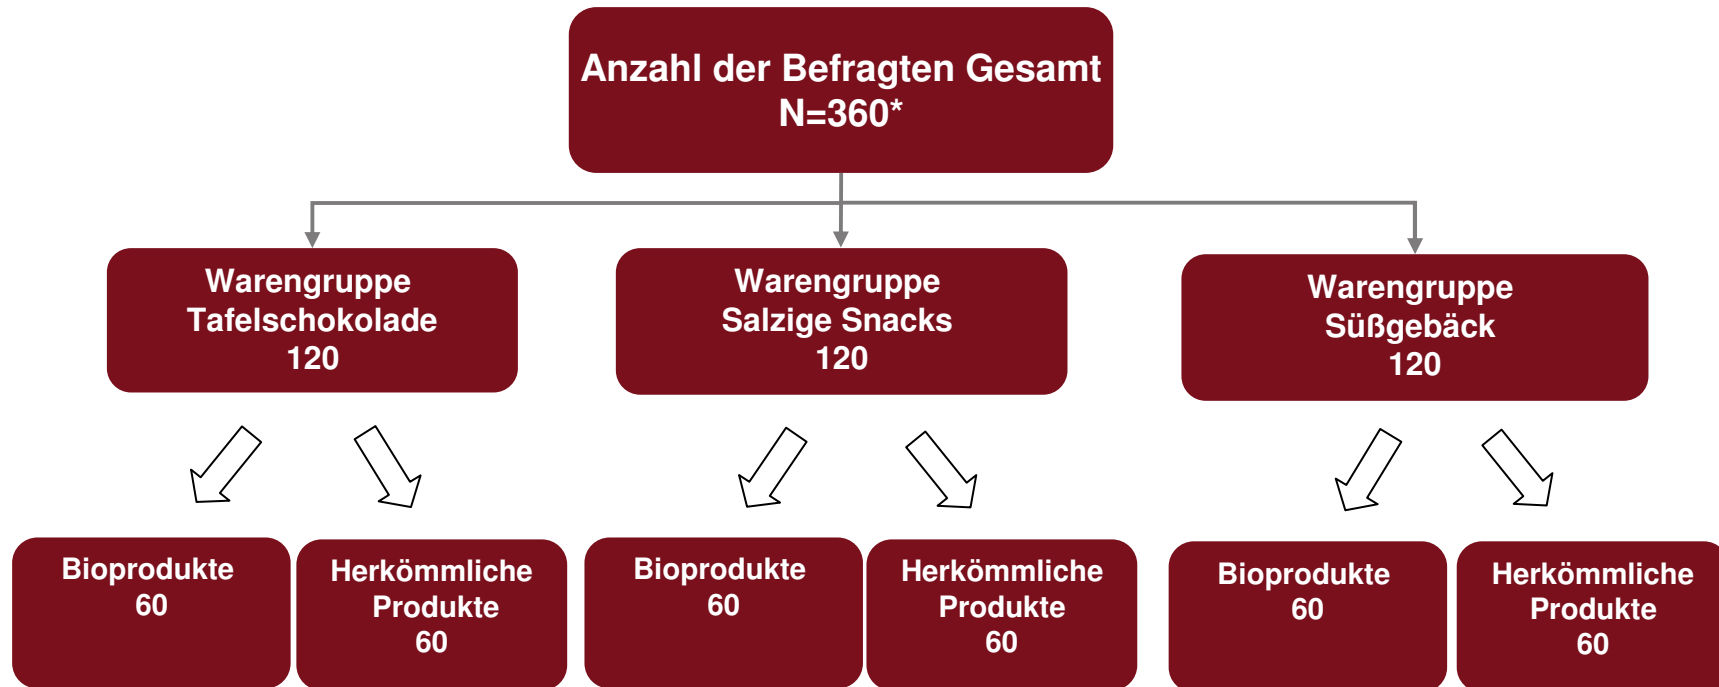 Anzahl der Befragten Gesamt
N=360*
Warengruppe
Tafelschokolade
120
Warengruppe
Salzige Snacks
120
Warengruppe
Süßgebäck
120
Bioprodukte
60
Herkömmliche
Produkte
60
Bioprodukte
60
Herkömmliche
Produkte
60
Bioprodukte
60
Herkömmliche
Produkte
60